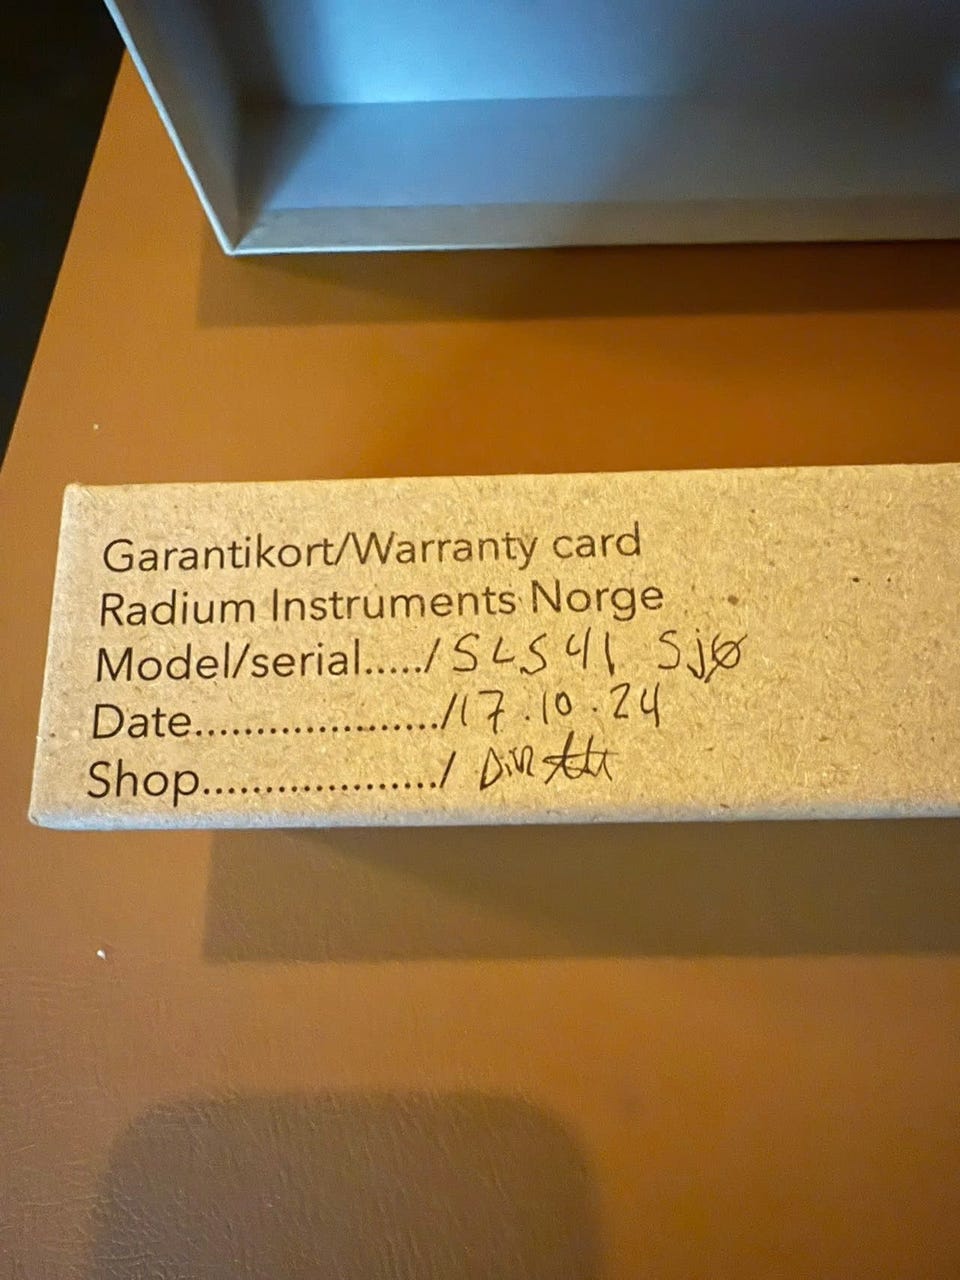 Garantikort/Warranty card
Radium Instruments Norge
Model/serial...../ SLS41 Sjø
Date.................../17.10.24
Shop.................../